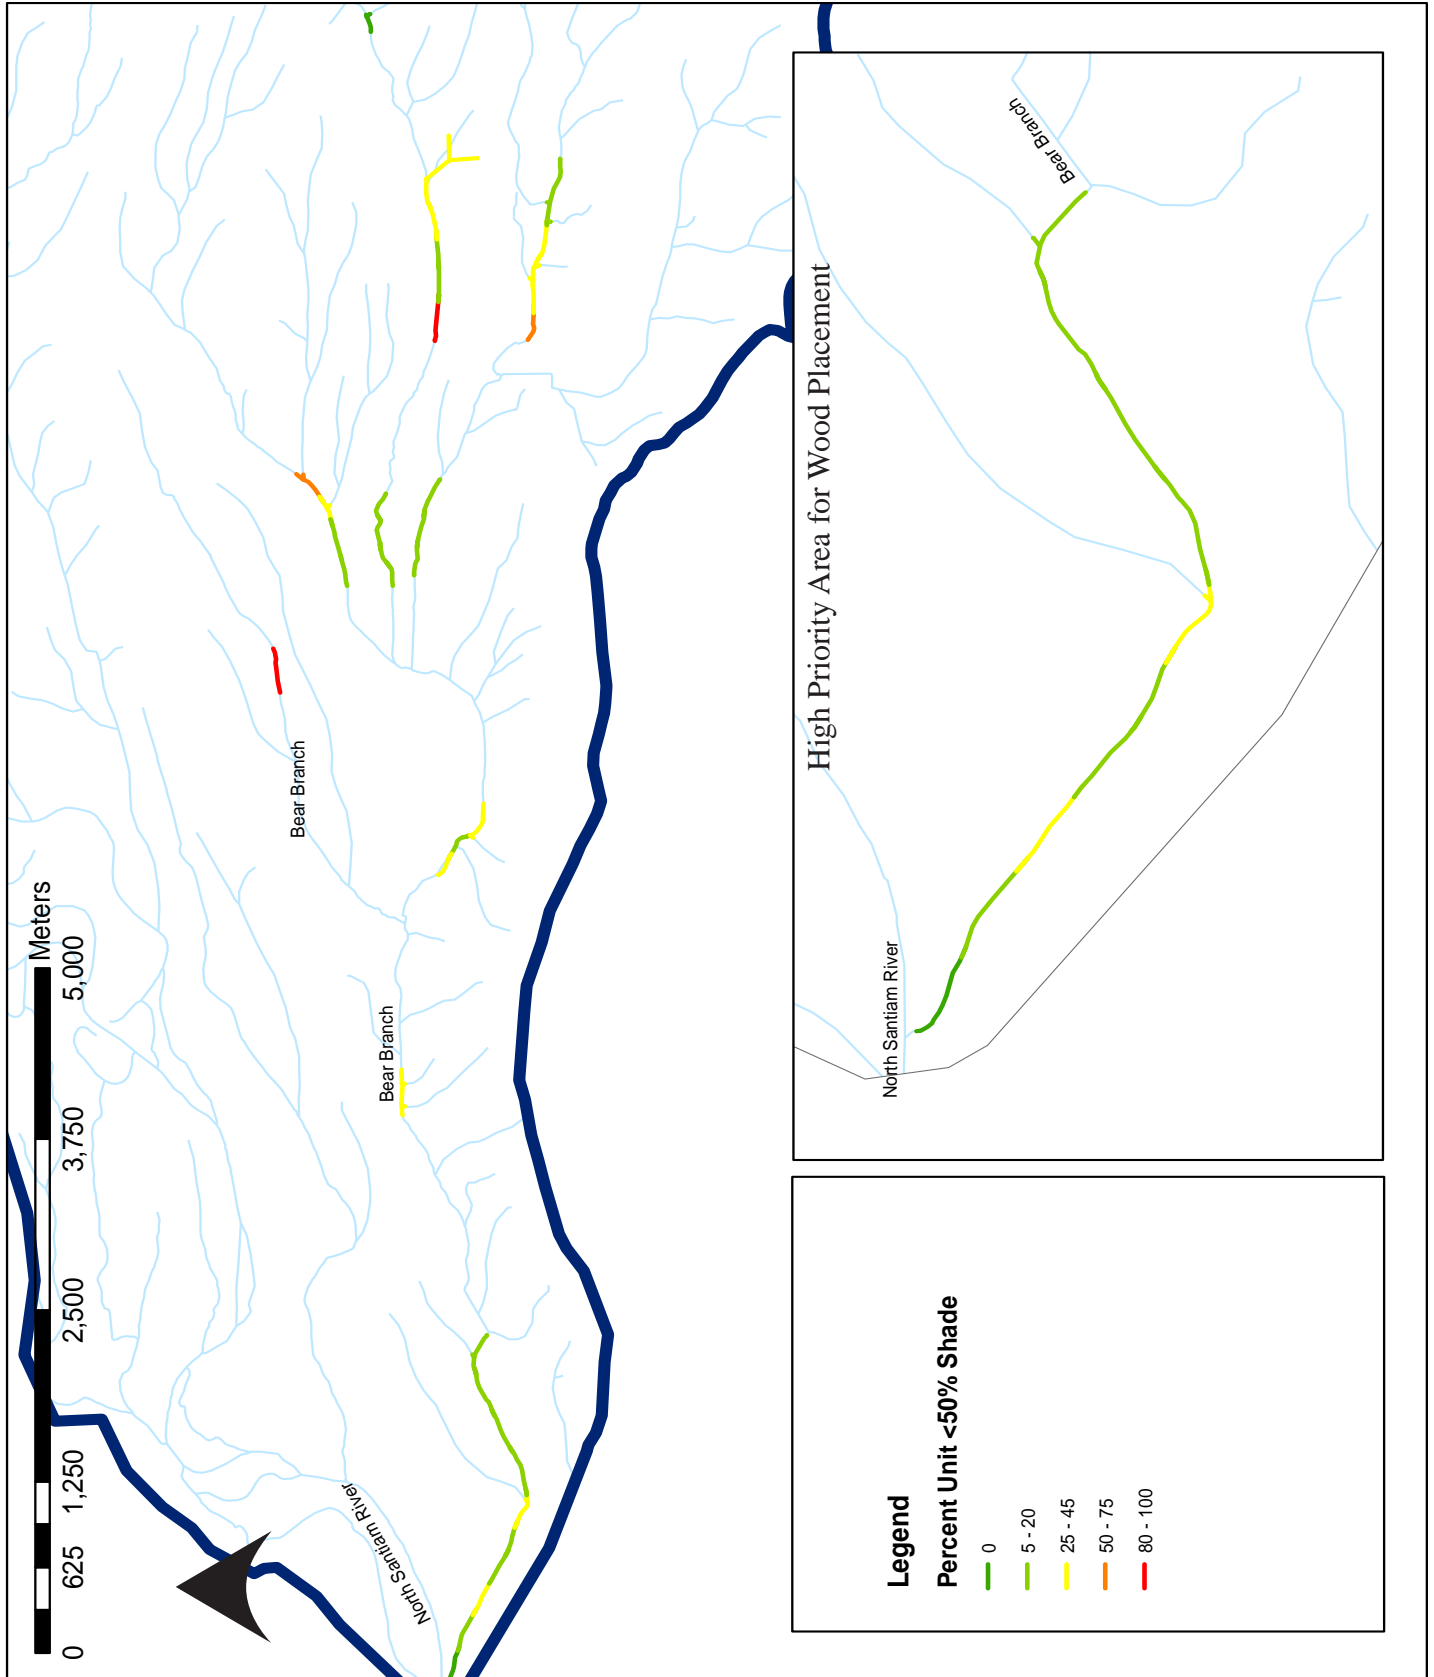 Meters
0 625 1,250 2,500 3,750 5,000
Bear Branch
Bear Branch
North Santiam River
High Priority Area for Wood Placement
North Santiam River
Bear Branch
Legend
Percent Unit <50% Shade
0
5 - 20
25 - 45
50 - 75
80 - 100